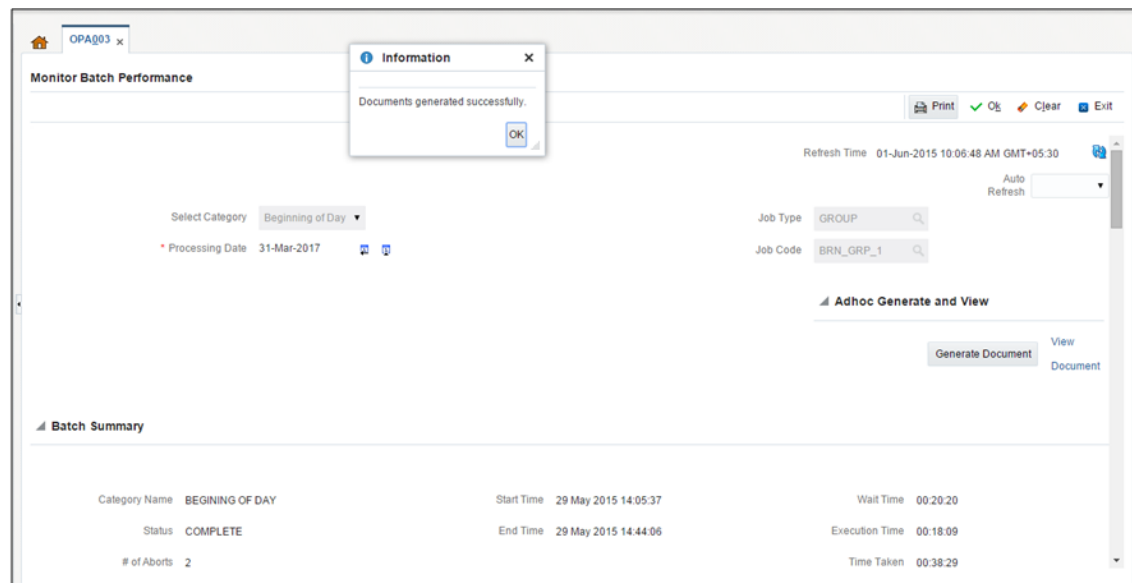 OPA003 x
Information
Monitor Batch Performance
Documents generated successfully.
OK
Print Ok Clear Exit
Refresh Time 01-Jun-2015 10:06:48 AM GMT+05:30
Auto
Refresh
Select Category Beginning of Day Job Type GROUP
* Processing Date 31-Mar-2017 Job Code BRN_GRP_1
Adhoc Generate and View
Generate Document View
Document
Batch Summary
Category Name BEGINING OF DAY Start Time 29 May 2015 14:05:37 Wait Time 00:20:20
Status COMPLETE End Time 29 May 2015 14:44:06 Execution Time 00:18:09
# of Aborts 2 Time Taken 00:38:29